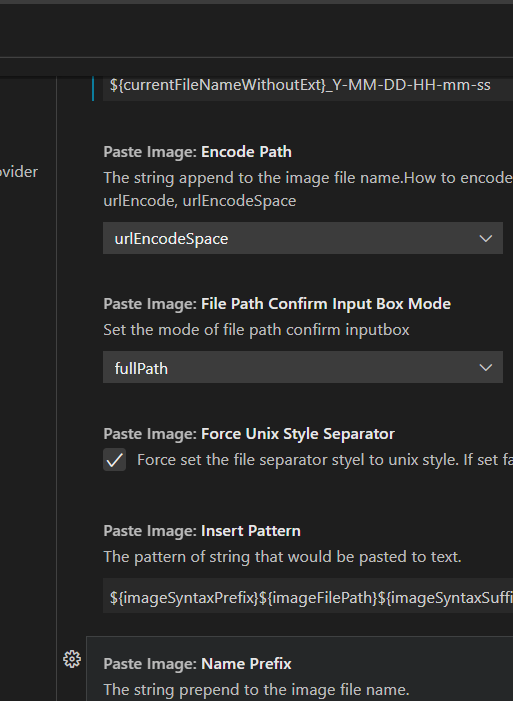 ${currentFileNameWithoutExt}_Y-MM-DD-HH-mm-ss
Paste Image: Encode Path
ovider
The string append to the image file name.How to encode
urlEncode, urlEncodeSpace
urlEncodeSpace
Paste Image: File Path Confirm Input Box Mode
Set the mode of file path confirm inputbox
fullPath
Paste Image: Force Unix Style Separator
Force set the file separator styel to unix style. If set fa
Paste Image: Insert Pattern
The pattern of string that would be pasted to text.
${imageSyntaxPrefix}${imageFilePath}${imageSyntaxSuffi
Paste Image: Name Prefix
The string prepend to the image file name.